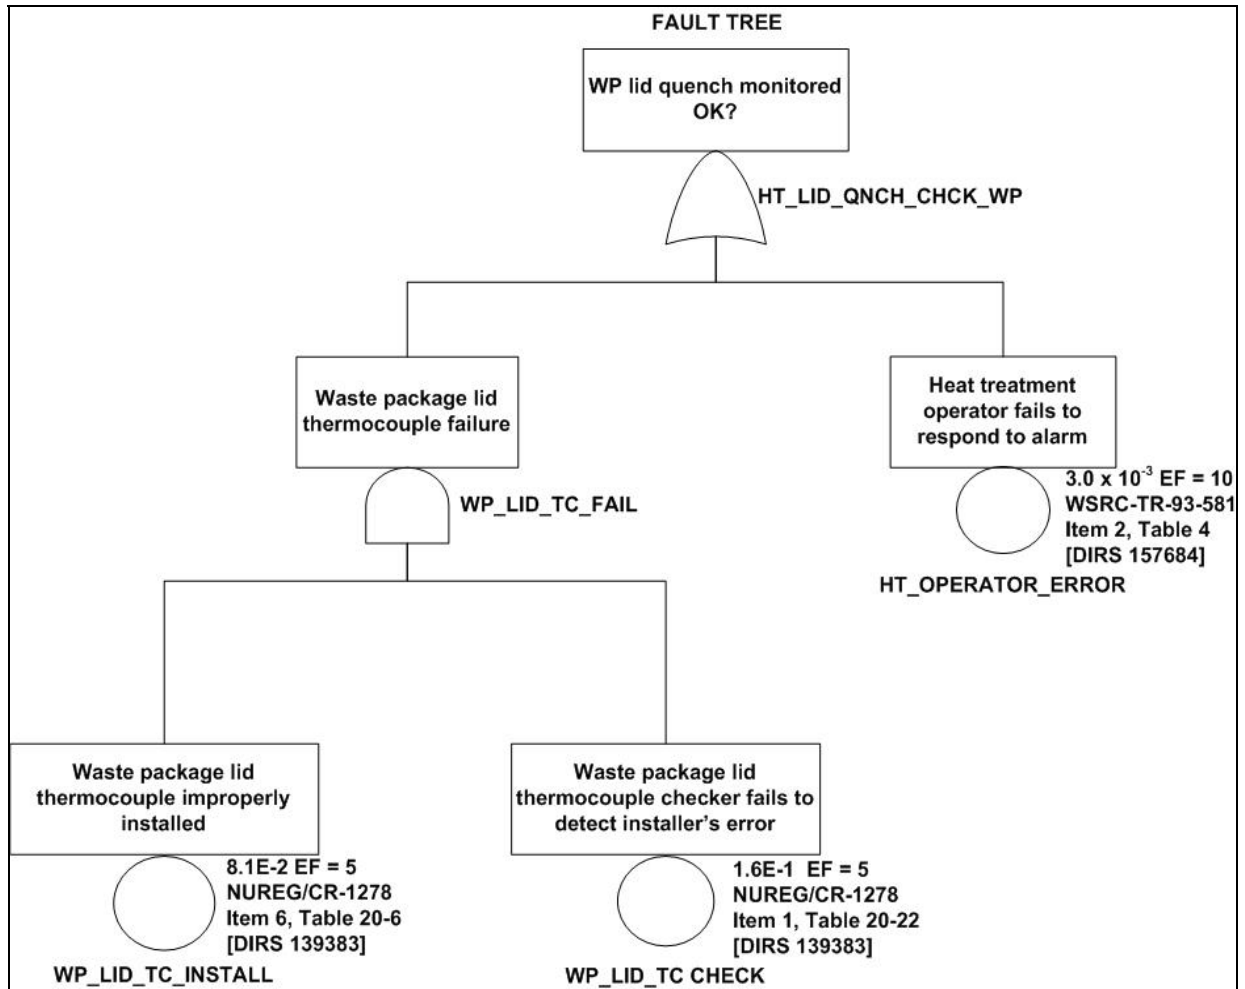 FAULT TREE
WP lid quench monitored
OK?
HT_LID_QNCH_CHCK_WP
Waste package lid
thermocouple failure
WP_LID_TC_FAIL
Heat treatment
operator fails to
respond to alarm
3.0 x 10⁻³ EF = 10
WSRC-TR-93-581
Item 2, Table 4
[DIRS 157684]
HT_OPERATOR_ERROR
Waste package lid
thermocouple improperly
installed
8.1E-2 EF = 5
NUREG/CR-1278
Item 6, Table 20-6
[DIRS 139383]
WP_LID_TC_INSTALL
Waste package lid
thermocouple checker fails to
detect installer's error
1.6E-1 EF = 5
NUREG/CR-1278
Item 1, Table 20-22
[DIRS 139383]
WP_LID_TC CHECK